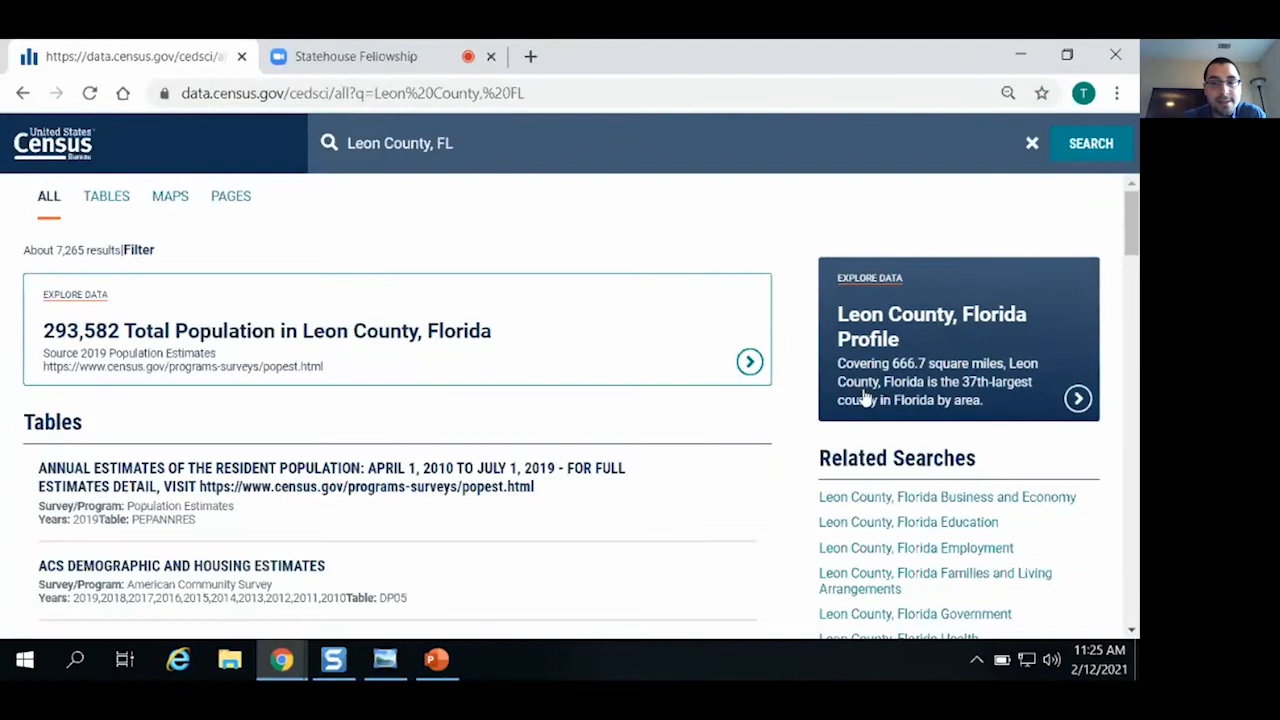 https://data.census.gov/cedsci/al
Statehouse Fellowship
data.census.gov/cedsci/all?q=Leon%20County,%20FL
T
United States
Census
Bureau
Leon County, FL
SEARCH
ALL
TABLES
MAPS
PAGES
About 7,265 results|Filter
EXPLORE DATA
293,582 Total Population in Leon County, Florida
Source 2019 Population Estimates
https://www.census.gov/programs-surveys/popest.html
EXPLORE DATA
Leon County, Florida
Profile
Covering 666.7 square miles, Leon
County, Florida is the 37th-largest
county in Florida by area.
Tables
ANNUAL ESTIMATES OF THE RESIDENT POPULATION: APRIL 1, 2010 TO JULY 1, 2019 - FOR FULL
ESTIMATES DETAIL, VISIT https://www.census.gov/programs-surveys/popest.html
Survey/Program: Population Estimates
Years: 2019Table: PEPANNRES
ACS DEMOGRAPHIC AND HOUSING ESTIMATES
Survey/Program: American Community Survey
Years: 2019,2018,2017,2016,2015,2014,2013,2012,2011,2010Table: DP05
Related Searches
Leon County, Florida Business and Economy
Leon County, Florida Education
Leon County, Florida Employment
Leon County, Florida Families and Living
Arrangements
Leon County, Florida Government
Leon County, Florida Health
11:25 AM
2/12/2021